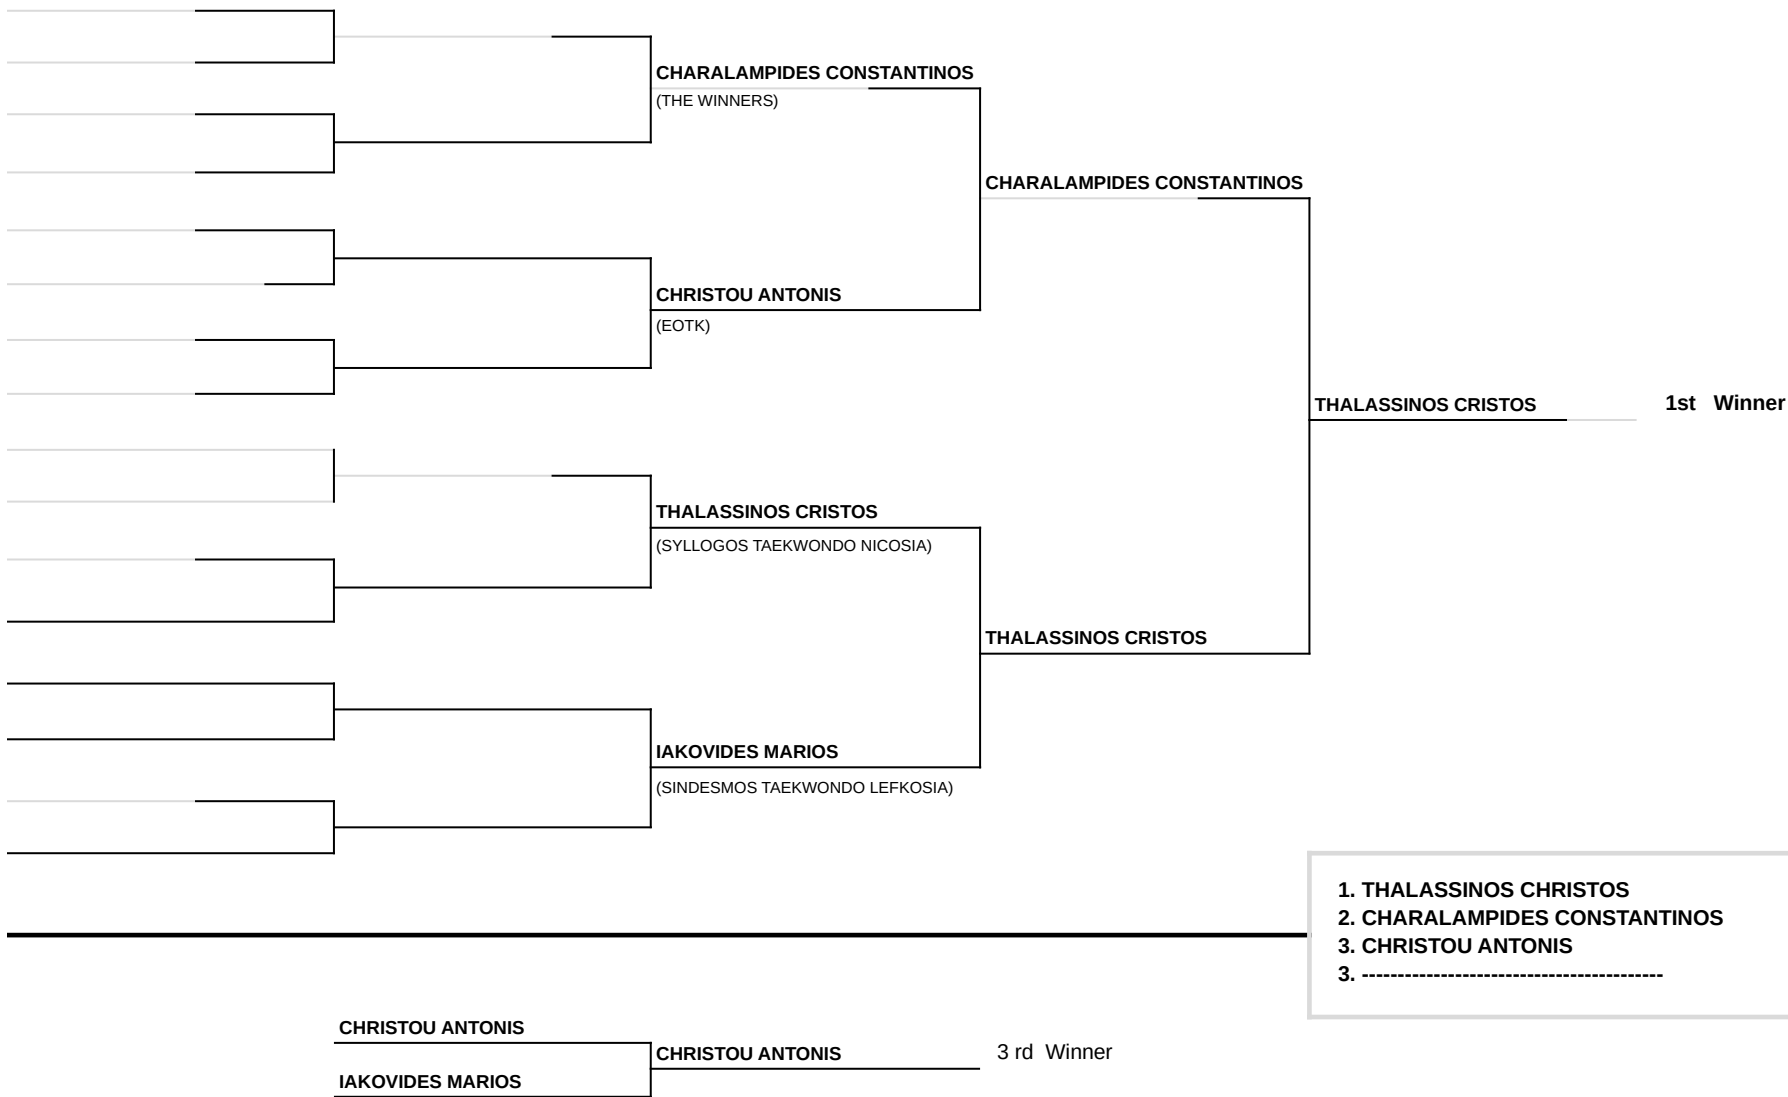 CHARALAMPIDES CONSTANTINOS
(THE WINNERS)
CHARALAMPIDES CONSTANTINOS
CHRISTOU ANTONIS
(EOTK)
THALASSINOS CRISTOS
1st Winner
THALASSINOS CRISTOS
(SYLLOGOS TAEKWONDO NICOSIA)
THALASSINOS CRISTOS
IAKOVIDES MARIOS
(SINDESMOS TAEKWONDO LEFKOSIA)
1. THALASSINOS CHRISTOS
2. CHARALAMPIDES CONSTANTINOS
3. CHRISTOU ANTONIS
3. ------------------------------------------
CHRISTOU ANTONIS
CHRISTOU ANTONIS
3 rd Winner
IAKOVIDES MARIOS